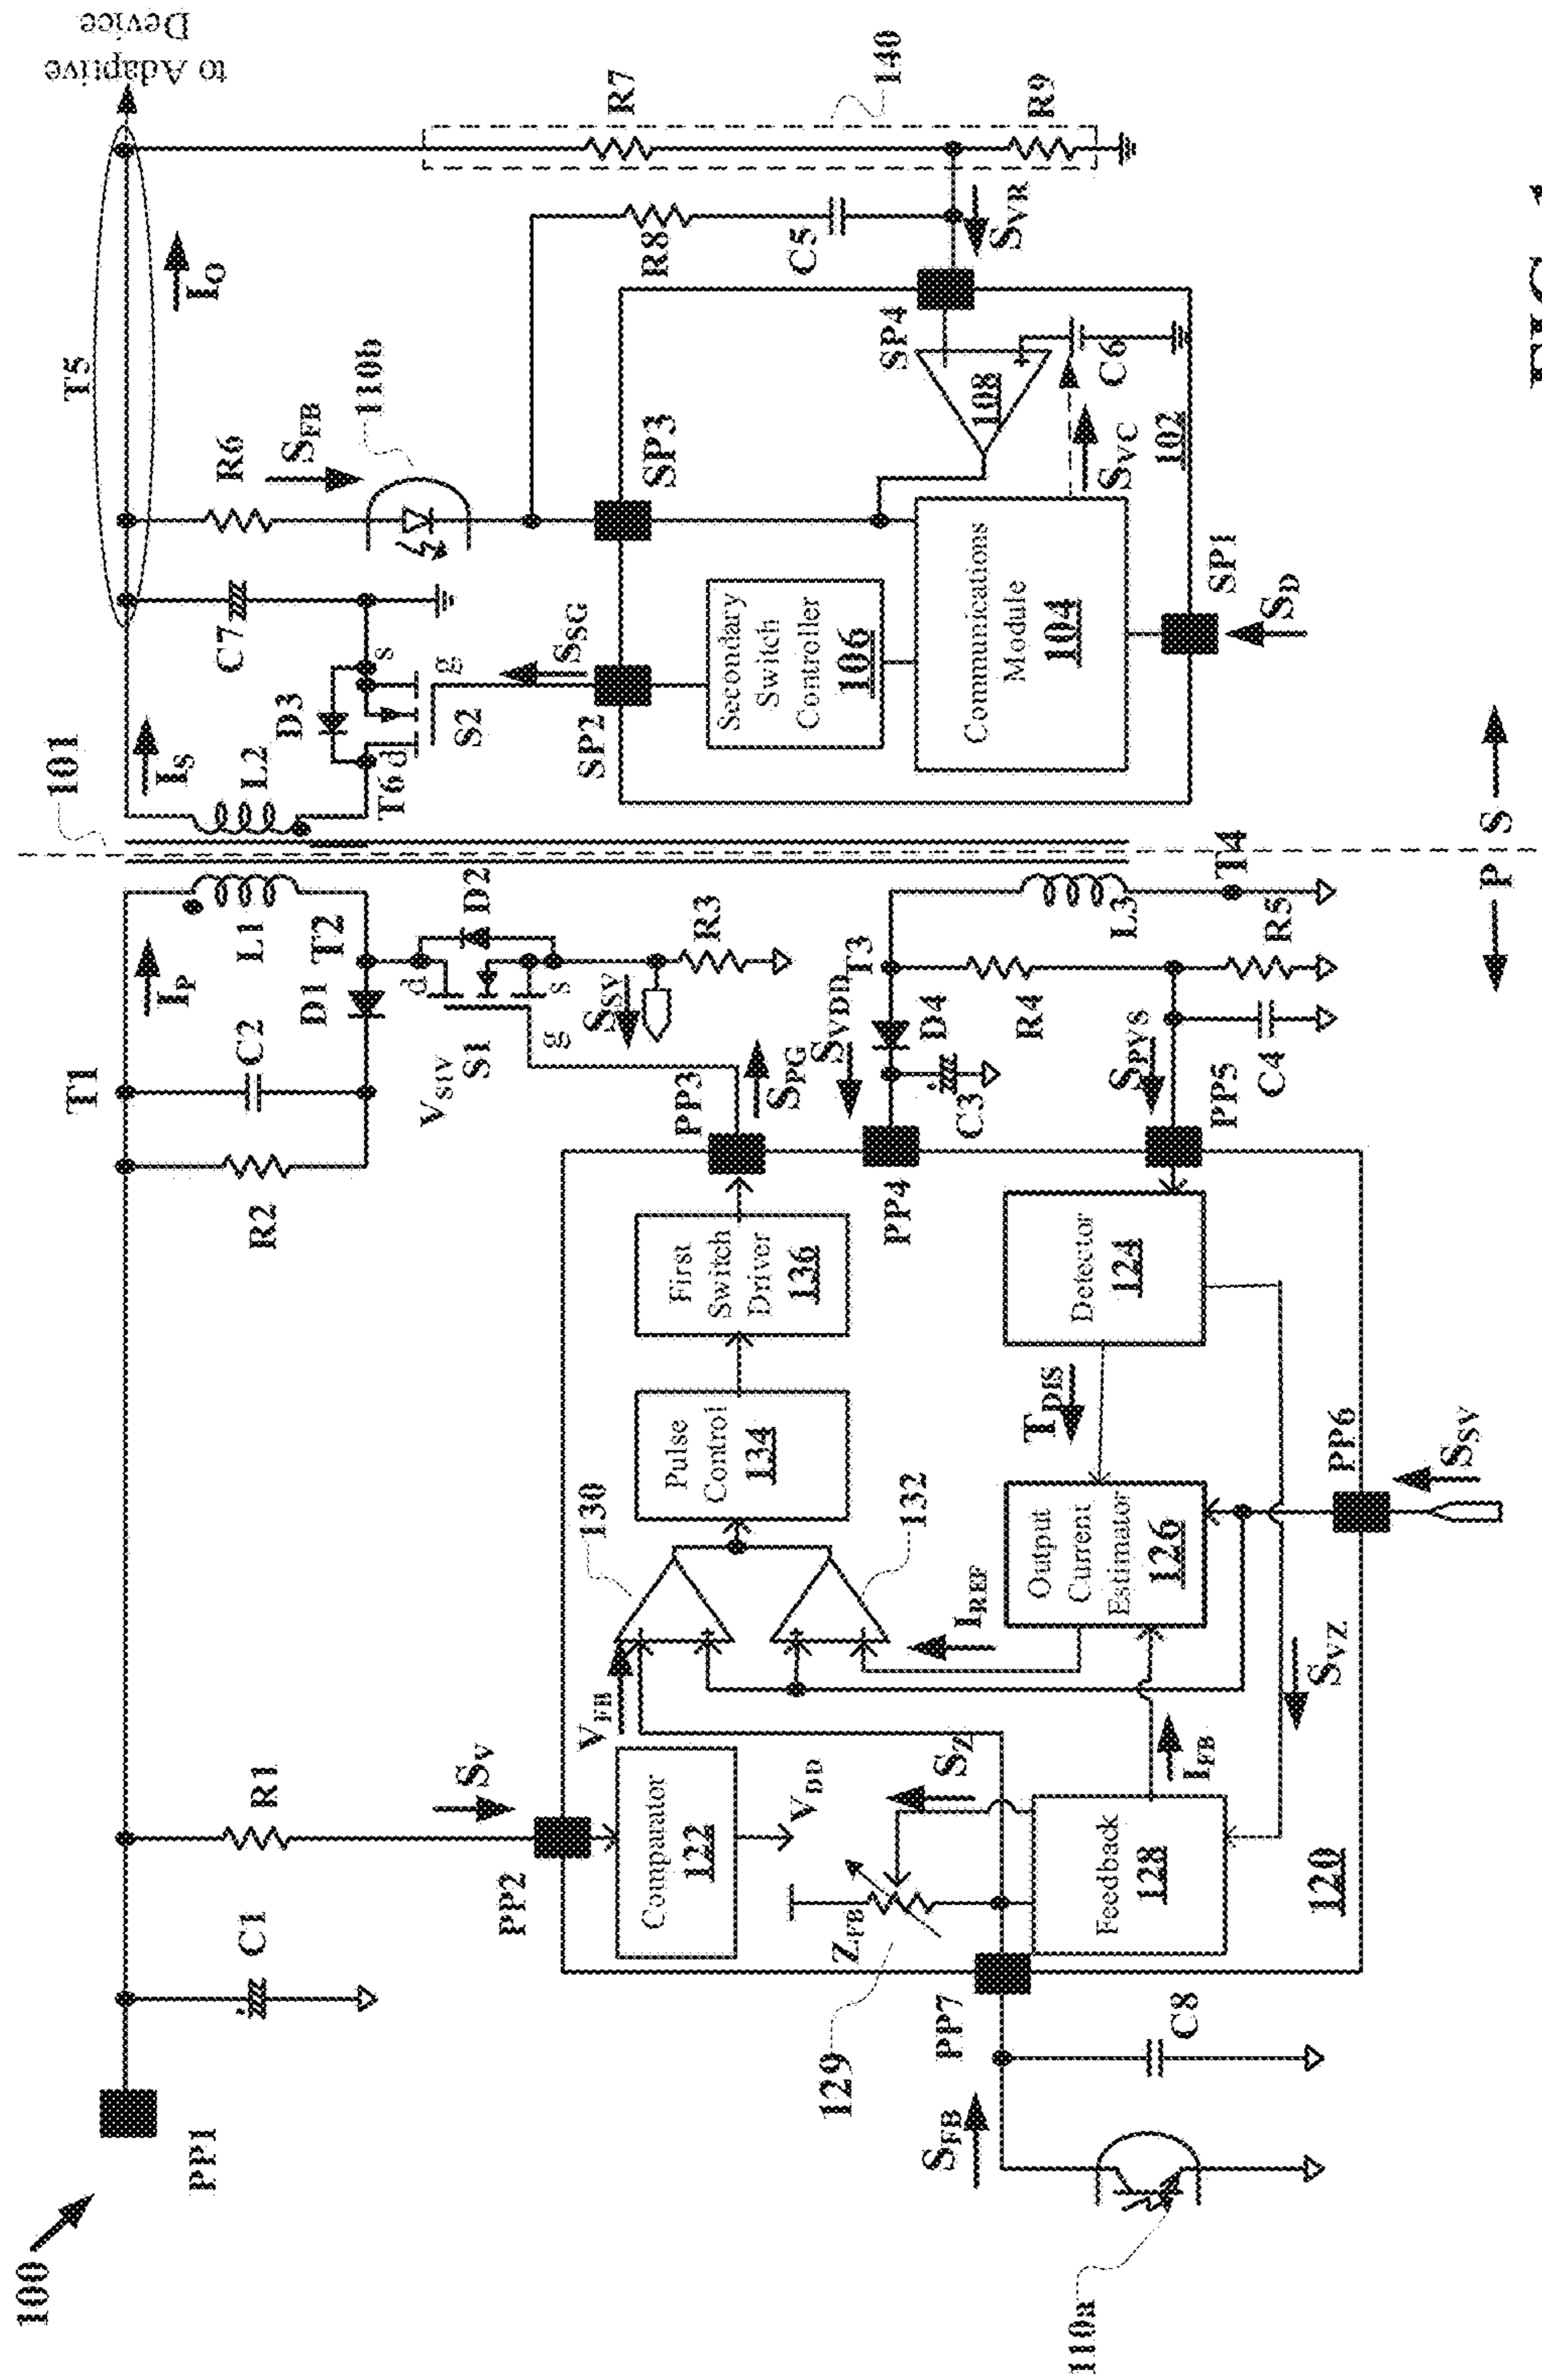 100
PP1
C1
R1
S_V
PP2
R2
C2
T1
I_P
L1
D1
T2
V_S1V
S1
d
g
s
D2
S_SV
R3
101
I_S
L2
D3
T6
d
s
g
S2
C7
S_SG
T5
R6
S_FB
110b
I_O
to Adaptive
Device
R7
140
R9
R8
C5
S_VR
SP2
SP3
SP4
108
C6
S_VC
102
Secondary
Switch
Controller
106
Communications
Module
104
SP1
S_D
P
S
PP3
S_PG
S_VDD
T3
D4
C3
PP4
R4
L3
T4
R5
S_PVS
PP5
C4
Comparator
122
V_DD
V_FB
130
132
Pulse
Control
134
First
Switch
Driver
136
Z_FB
129
S_Z
Feedback
128
I_FB
I_REF
Output
Current
Estimator
126
T_DIS
Detector
124
S_VZ
PP6
S_SV
120
PP7
S_FB
C8
110a